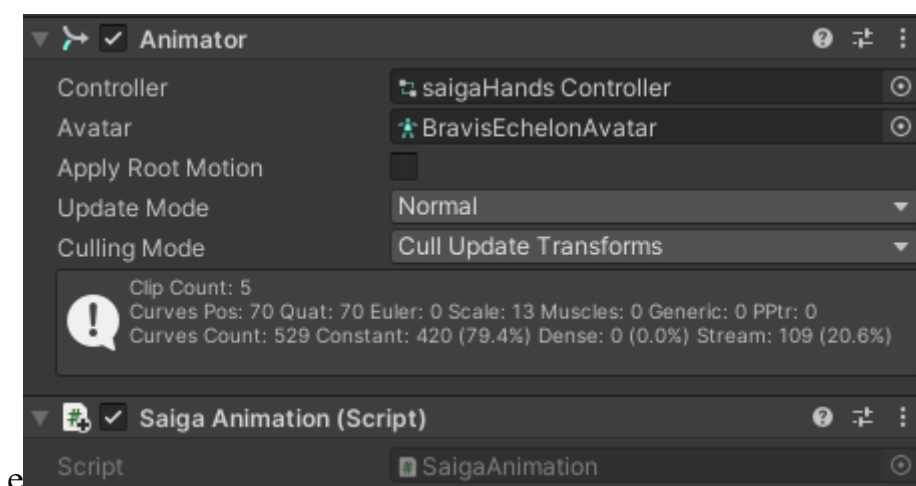 Animator
Controller saigaHands Controller
Avatar BravisEchelonAvatar
Apply Root Motion
Update Mode Normal
Culling Mode Cull Update Transforms
Clip Count: 5
Curves Pos: 70 Quat: 70 Euler: 0 Scale: 13 Muscles: 0 Generic: 0 PPtr: 0
Curves Count: 529 Constant: 420 (79.4%) Dense: 0 (0.0%) Stream: 109 (20.6%)
# Saiga Animation (Script)
e Script # SaigaAnimation